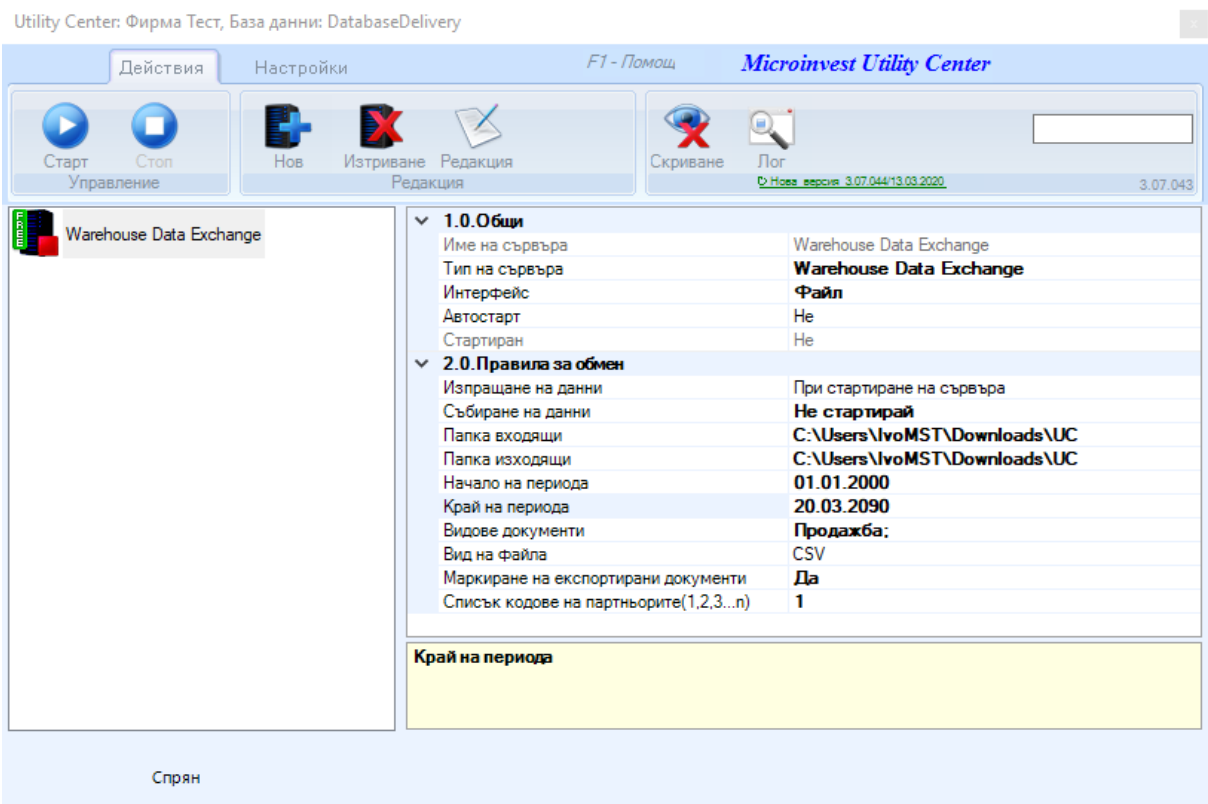 Utility Center: Фирма Тест, База данни: DatabaseDelivery
x
Действия Настройки F1 - Помощ Microinvest Utility Center
Старт Стоп Нов Изтриване Редакция Скриване Лог
Управление Редакция Нова версия 3.07.044/13.03.2020 3.07.043
FREE Warehouse Data Exchange
1.0.Общи
Име на сървъра Warehouse Data Exchange
Тип на сървъра Warehouse Data Exchange
Интерфейс Файл
Автостарт Не
Стартиран Не
2.0.Правила за обмен
Изпращане на данни При стартиране на сървъра
Събиране на данни Не стартирай
Папка входящи C:\Users\IvoMST\Downloads\UC
Папка изходящи C:\Users\IvoMST\Downloads\UC
Начало на периода 01.01.2000
Край на периода 20.03.2090
Видове документи Продажба;
Вид на файла CSV
Маркиране на експортирани документи Да
Списък кодове на партньорите(1,2,3...n) 1
Край на периода
Спрян